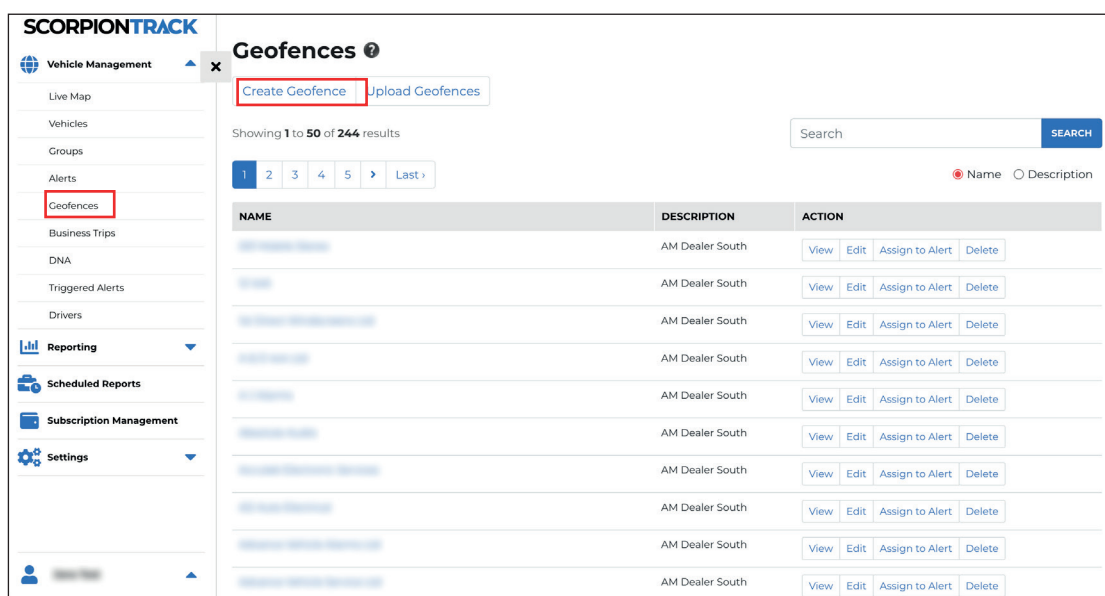 SCORPIONTRACK
Vehicle Management
Live Map
Vehicles
Groups
Alerts
Geofences
Business Trips
DNA
Triggered Alerts
Drivers
Reporting
Scheduled Reports
Subscription Management
Settings
Geofences ?
Create Geofence Upload Geofences
Showing 1 to 50 of 244 results
Search SEARCH
1 2 3 4 5 > Last ›
Name Description
NAME DESCRIPTION ACTION
AM Dealer South View Edit Assign to Alert Delete
AM Dealer South View Edit Assign to Alert Delete
AM Dealer South View Edit Assign to Alert Delete
AM Dealer South View Edit Assign to Alert Delete
AM Dealer South View Edit Assign to Alert Delete
AM Dealer South View Edit Assign to Alert Delete
AM Dealer South View Edit Assign to Alert Delete
AM Dealer South View Edit Assign to Alert Delete
AM Dealer South View Edit Assign to Alert Delete
AM Dealer South View Edit Assign to Alert Delete